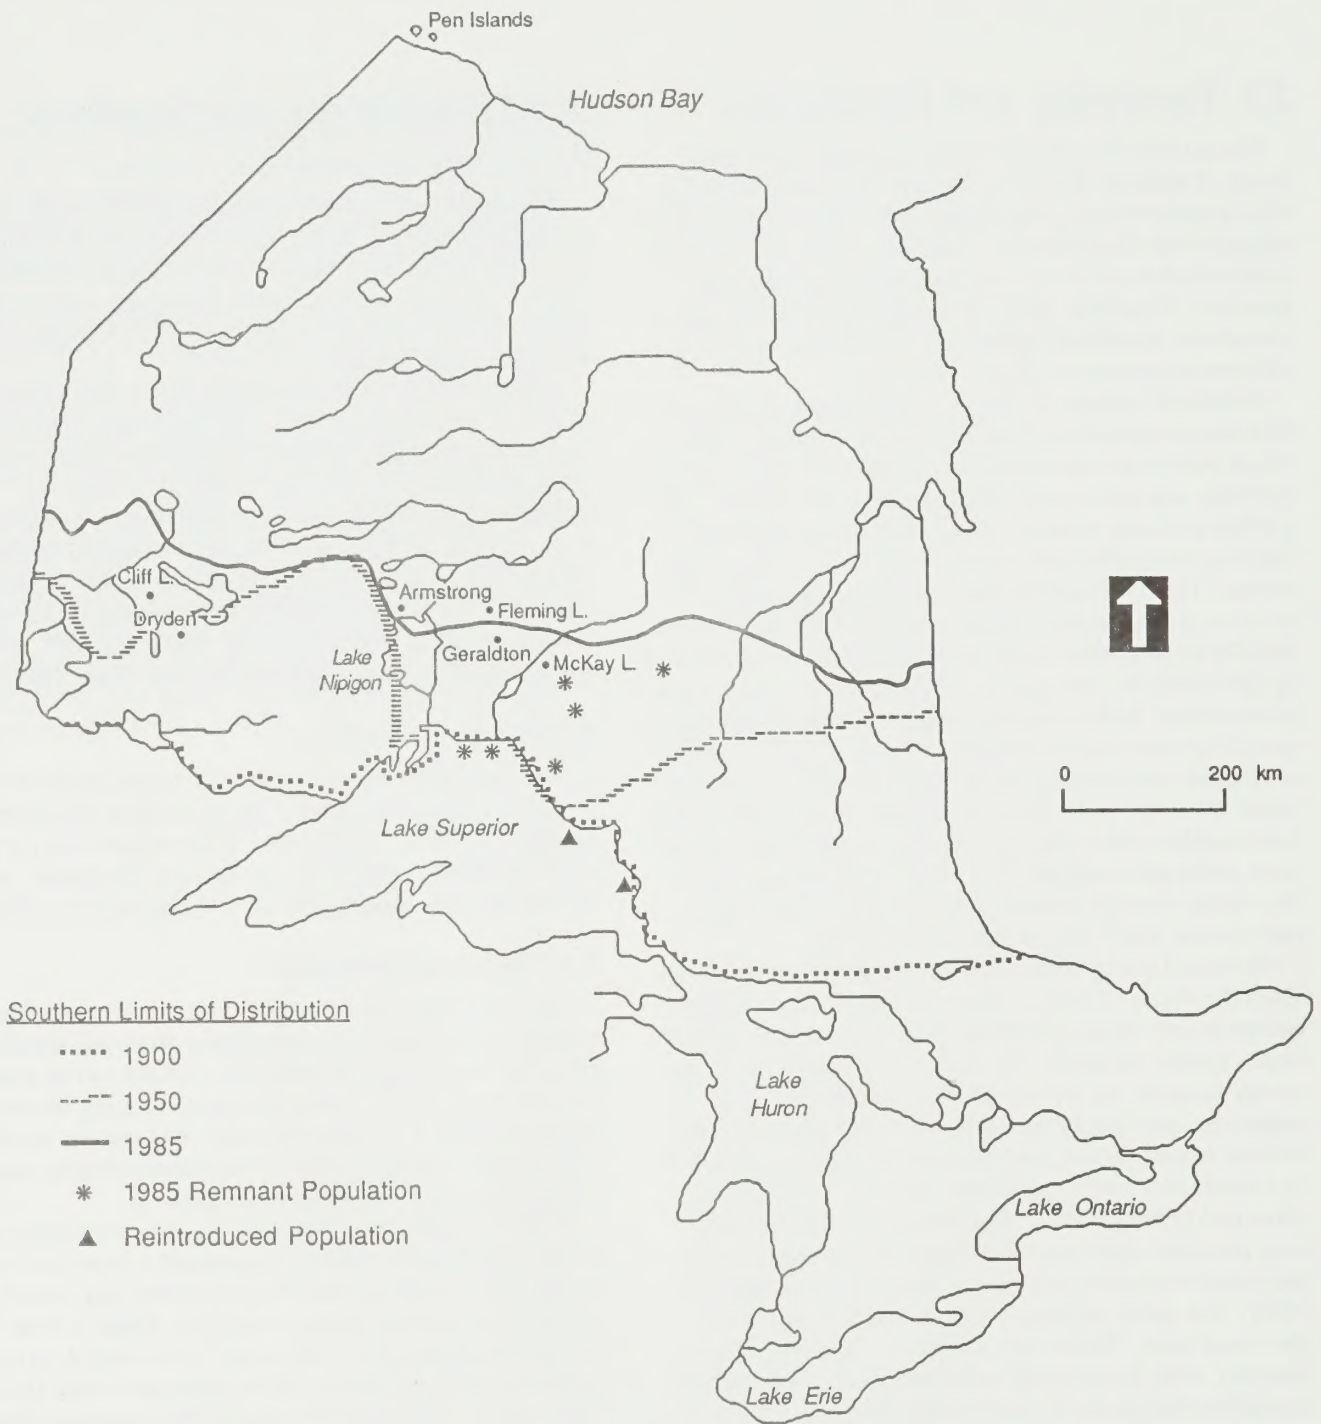 Pen Islands
Hudson Bay
Cliff L.
Dryden
Armstrong
Fleming L.
Geraldton
McKay L.
Lake
Nipigon
0 200 km
Lake Superior
Southern Limits of Distribution
1900
1950
1985
1985 Remnant Population
Reintroduced Population
Lake
Huron
Lake Ontario
Lake Erie